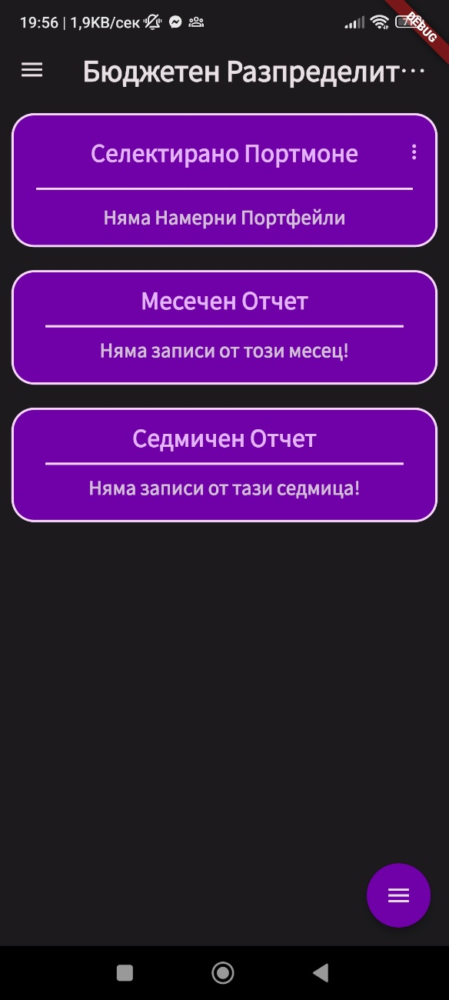 19:56 | 1,9KB/сек
DEBUG
Бюджетен Разпределит...
Селектирано Портмоне
Няма Намерни Портфейли
Месечен Отчет
Няма записи от този месец!
Седмичен Отчет
Няма записи от тази седмица!